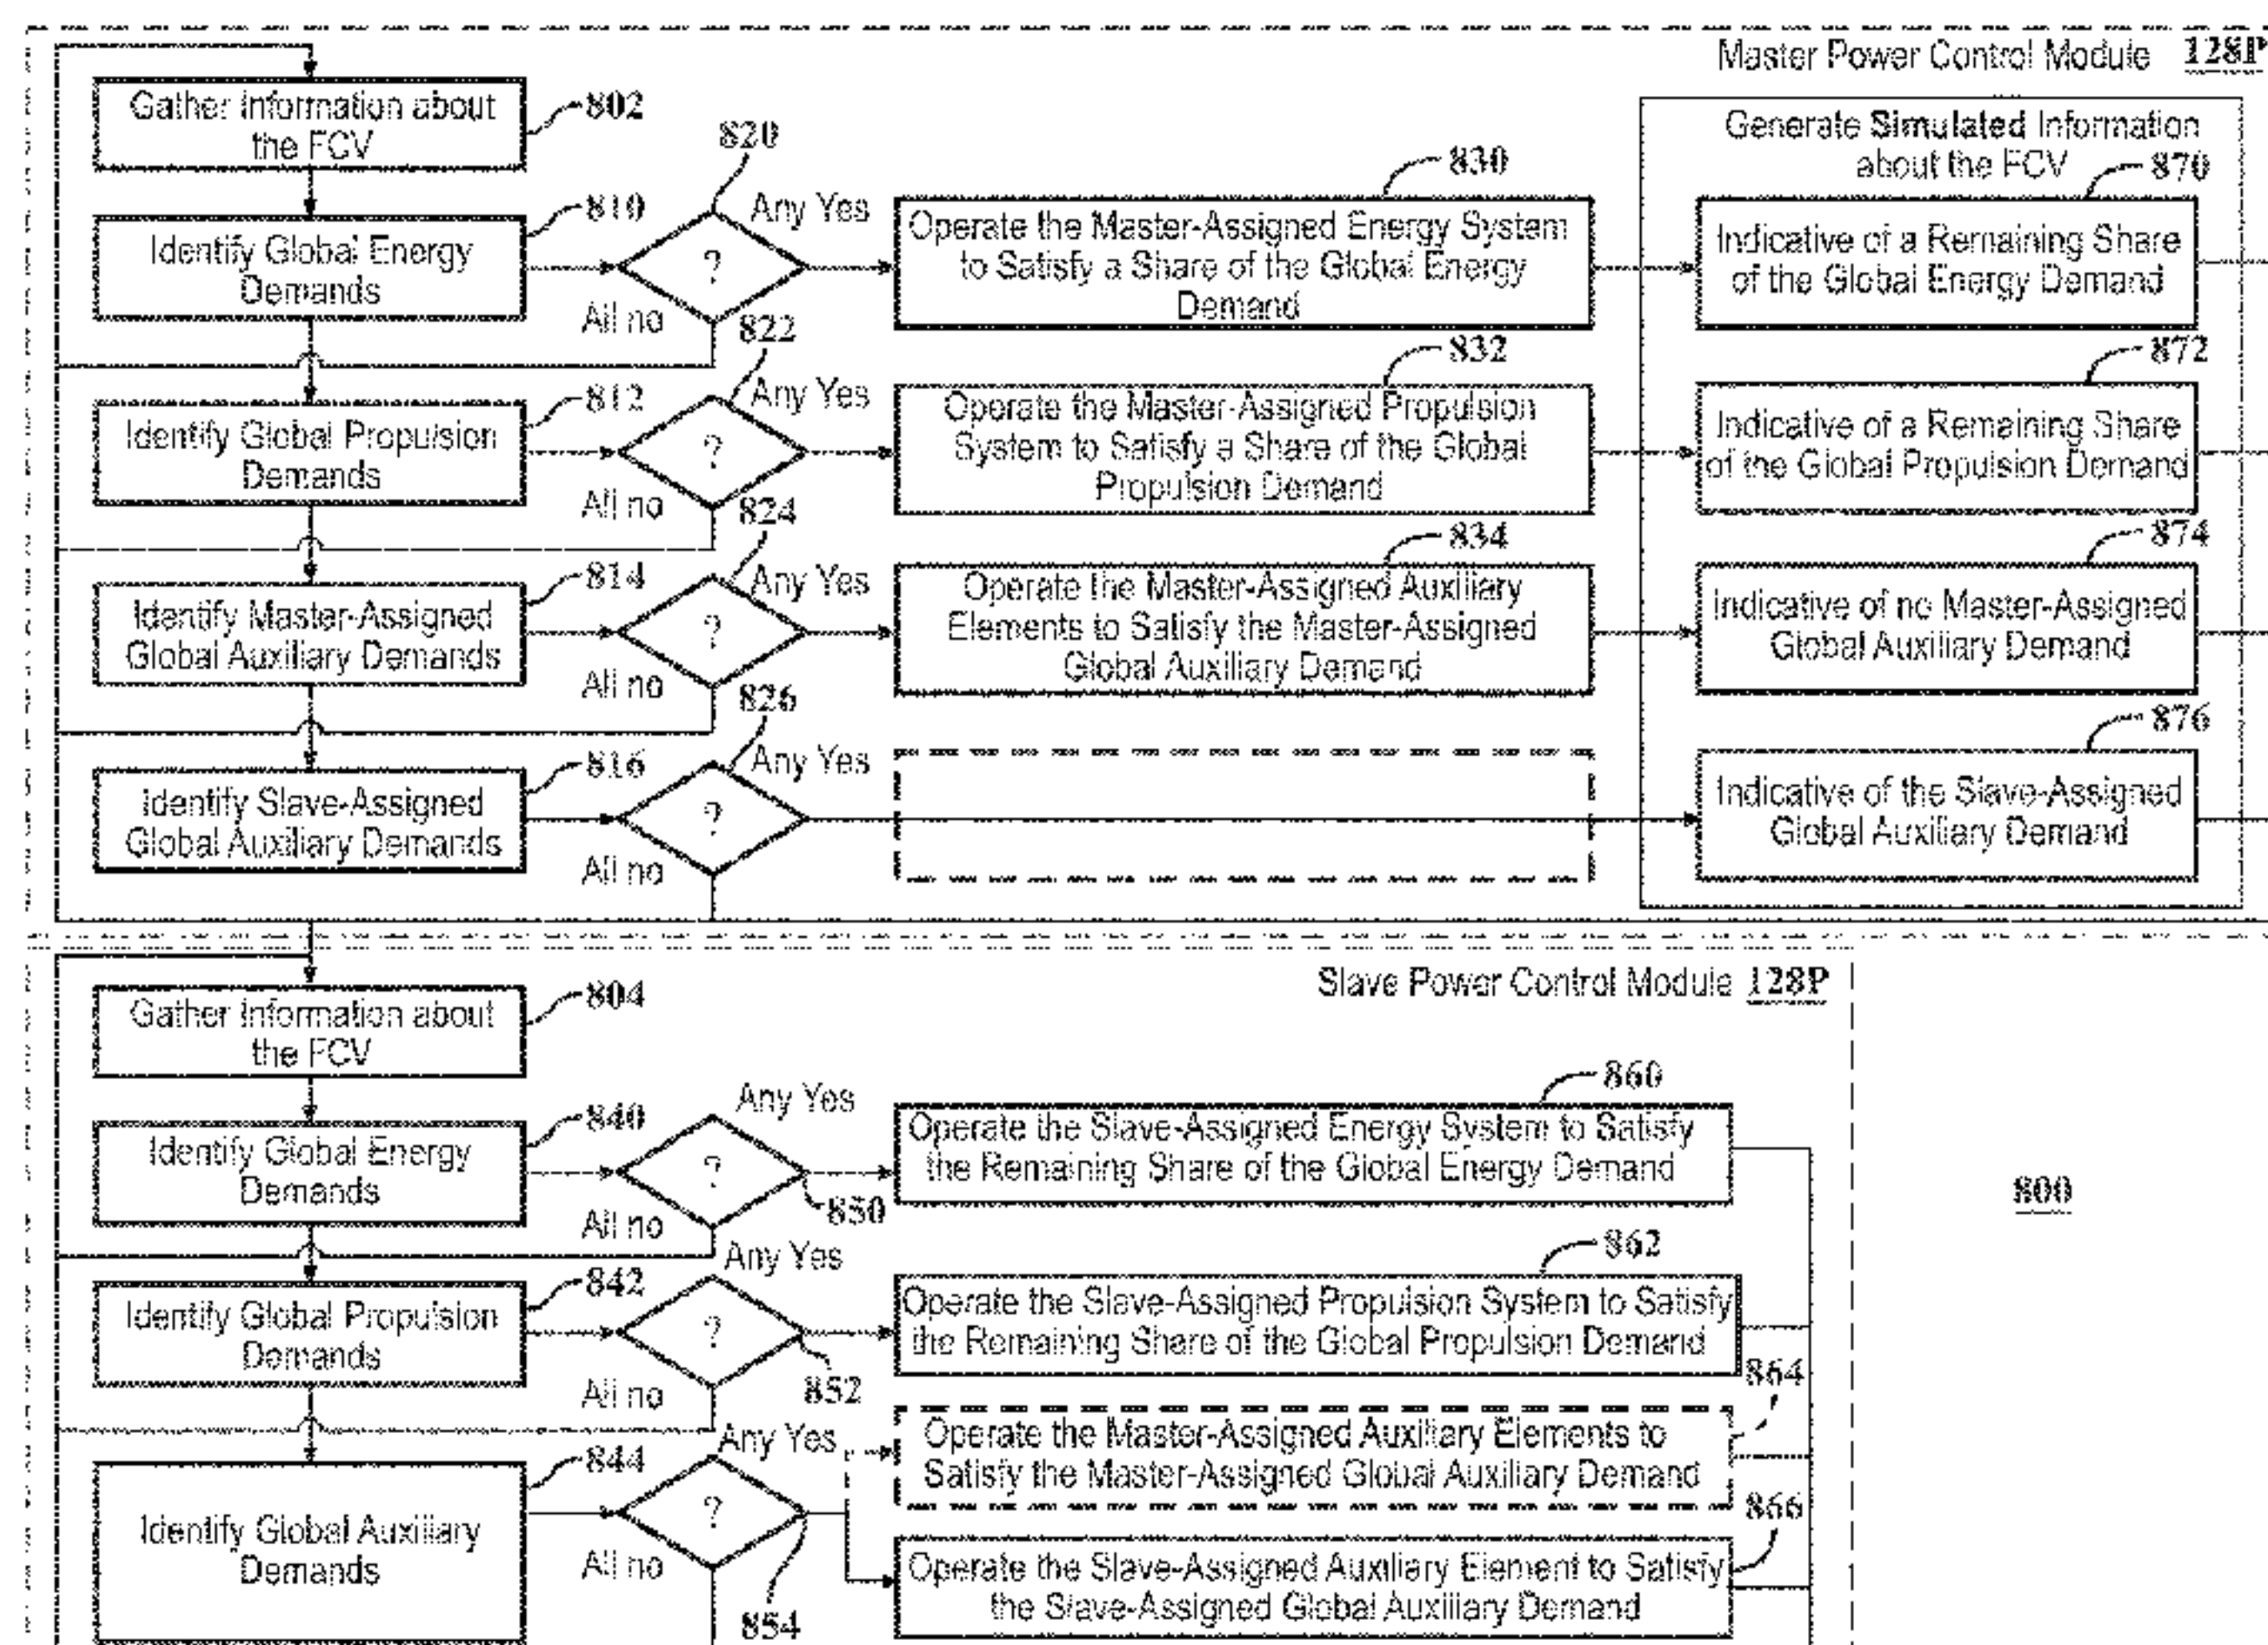 Master Power Control Module 128P
Gather Information about
the FCV
802
820
Generate Simulated Information
about the FCV
Identify Global Energy
Demands
810
?
Any Yes
All no
830
Operate the Master-Assigned Energy System
to Satisfy a Share of the Global Energy
Demand
870
Indicative of a Remaining Share
of the Global Energy Demand
822
Identify Global Propulsion
Demands
812
?
Any Yes
All no
832
Operate the Master-Assigned Propulsion
System to Satisfy a Share of the Global
Propulsion Demand
872
Indicative of a Remaining Share
of the Global Propulsion Demand
824
Identify Master-Assigned
Global Auxiliary Demands
814
?
Any Yes
All no
834
Operate the Master-Assigned Auxiliary
Elements to Satisfy the Master-Assigned
Global Auxiliary Demand
874
Indicative of no Master-Assigned
Global Auxiliary Demand
826
Identify Slave-Assigned
Global Auxiliary Demands
816
?
Any Yes
All no
876
Indicative of the Slave-Assigned
Global Auxiliary Demand
Slave Power Control Module 128P
Gather Information about
the FCV
804
Identify Global Energy
Demands
840
?
Any Yes
All no
850
860
Operate the Slave-Assigned Energy System to Satisfy
the Remaining Share of the Global Energy Demand
800
Identify Global Propulsion
Demands
842
?
Any Yes
All no
852
862
Operate the Slave-Assigned Propulsion System to Satisfy
the Remaining Share of the Global Propulsion Demand
Identify Global Auxiliary
Demands
844
?
Any Yes
All no
854
864
Operate the Master-Assigned Auxiliary Elements to
Satisfy the Master-Assigned Global Auxiliary Demand
866
Operate the Slave-Assigned Auxiliary Element to Satisfy
the Slave-Assigned Global Auxiliary Demand